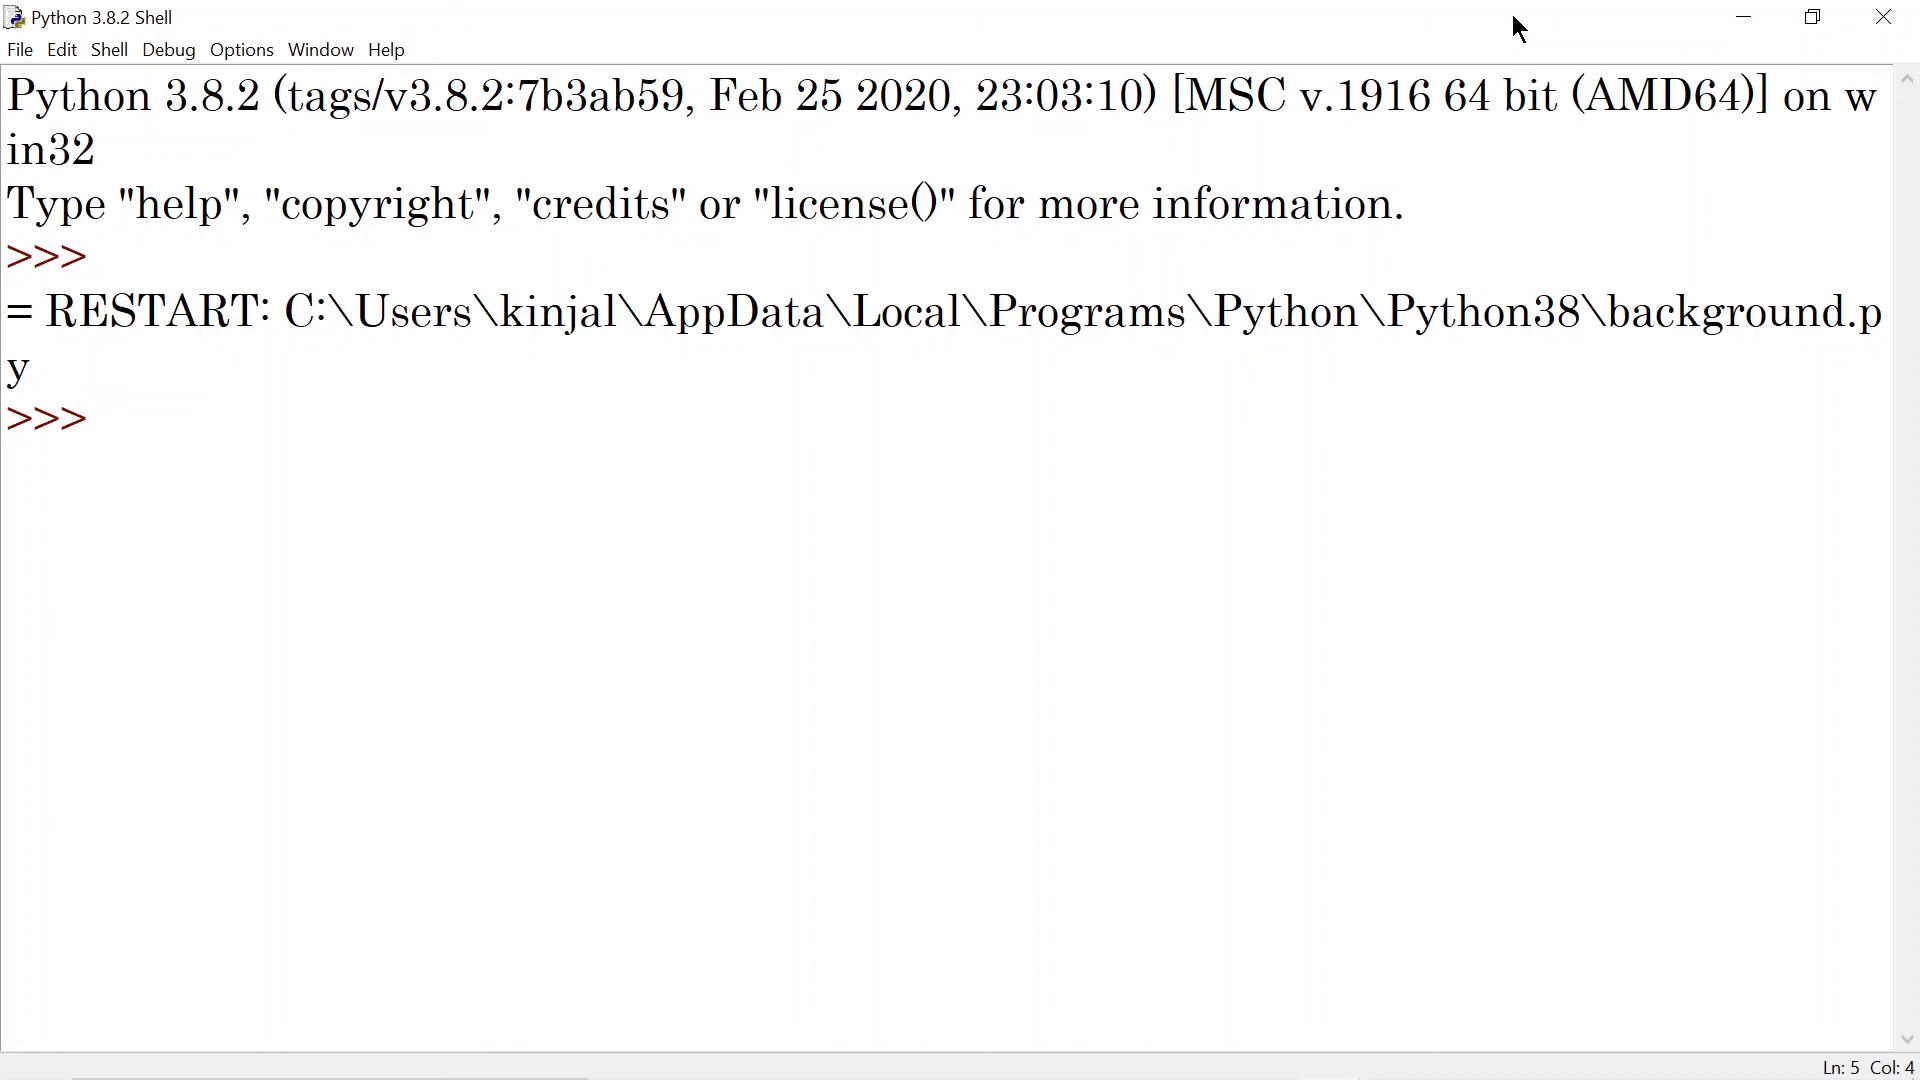 Python 3.8.2 Shell
File Edit Shell Debug Options Window Help
Python 3.8.2 (tags/v3.8.2:7b3ab59, Feb 25 2020, 23:03:10) [MSC v.1916 64 bit (AMD64)] on w
in32
Type "help", "copyright", "credits" or "license()" for more information.
>>>
= RESTART: C:\Users\kinjal\AppData\Local\Programs\Python\Python38\background.p
y
>>>
Ln: 5 Col: 4